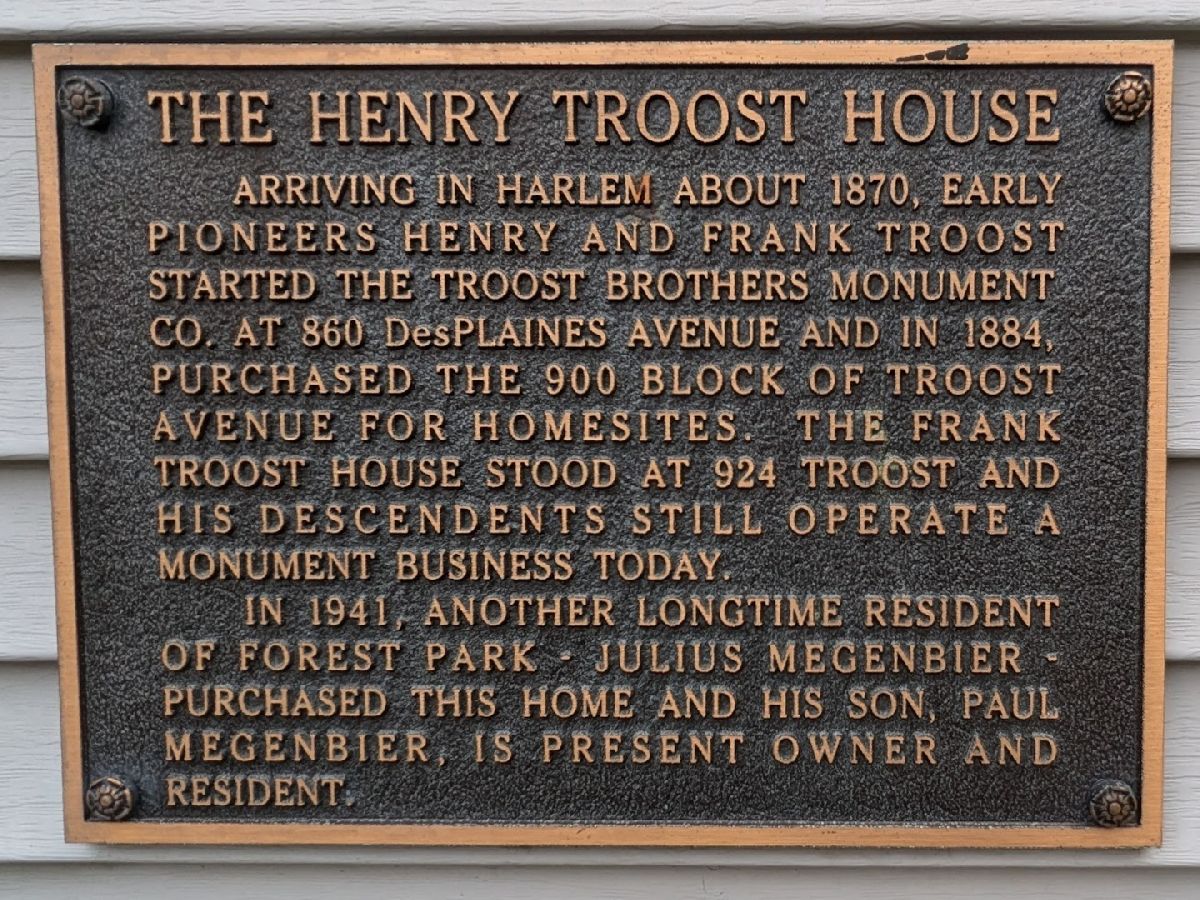 THE HENRY TROOST HOUSE
ARRIVING IN HARLEM ABOUT 1870, EARLY
PIONEERS HENRY AND FRANK TROOST
STARTED THE TROOST BROTHERS MONUMENT
CO. AT 860 DesPLAINES AVENUE AND IN 1884,
PURCHASED THE 900 BLOCK OF TROOST
AVENUE FOR HOMESITES. THE FRANK
TROOST HOUSE STOOD AT 924 TROOST AND
HIS DESCENDENTS STILL OPERATE A
MONUMENT BUSINESS TODAY.
IN 1941, ANOTHER LONGTIME RESIDENT
OF FOREST PARK - JULIUS MEGENBIER -
PURCHASED THIS HOME AND HIS SON, PAUL
MEGENBIER, IS PRESENT OWNER AND
RESIDENT.